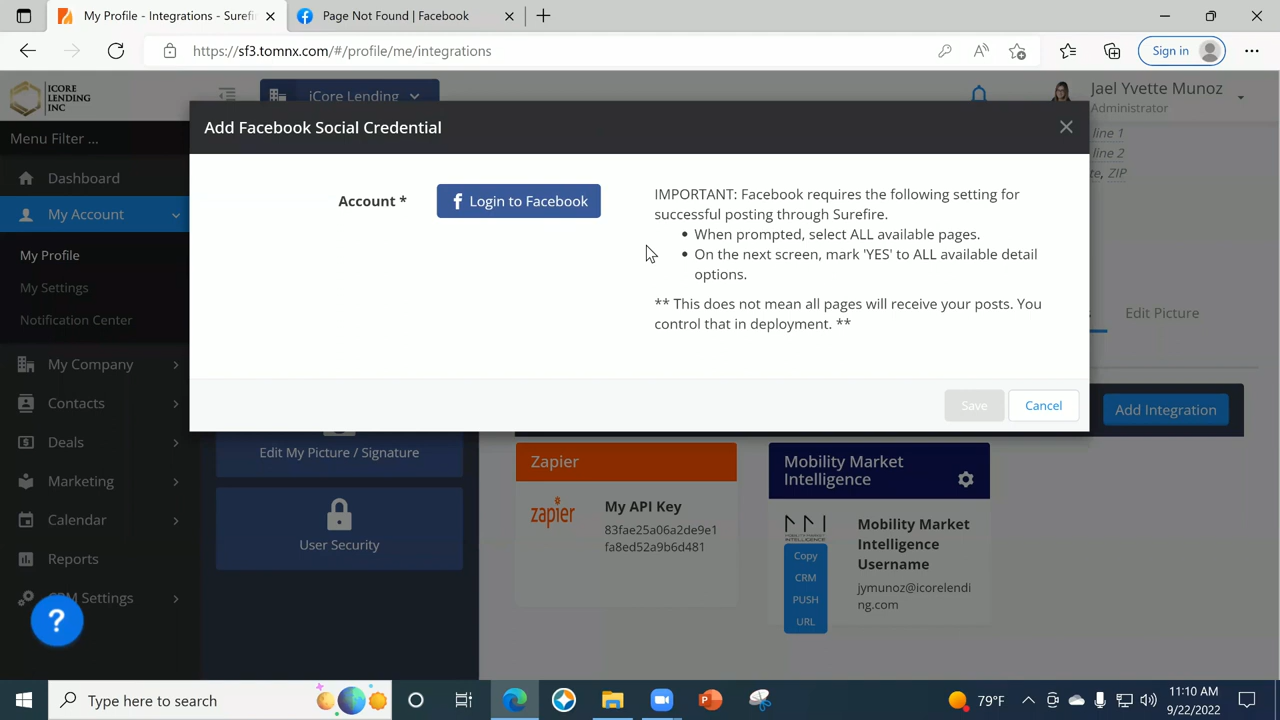 My Profile - Integrations - Surefi
Page Not Found | Facebook
https://sf3.tomnx.com/#/profile/me/integrations
Sign in
ICORE
LENDING
INC
iCore Lending
Jael Yvette Munoz
Administrator
Menu Filter ...
Add Facebook Social Credential
line 1
line 2
ZIP
Account *
Login to Facebook
IMPORTANT: Facebook requires the following setting for
successful posting through Surefire.
When prompted, select ALL available pages.
On the next screen, mark 'YES' to ALL available detail
options.
** This does not mean all pages will receive your posts. You
control that in deployment. **
Save
Cancel
Dashboard
My Account
My Profile
My Settings
Notification Center
My Company
Contacts
Deals
Marketing
Calendar
Reports
CRM Settings
?
Edit Picture
Add Integration
Edit My Picture / Signature
User Security
Zapier
zapier
My API Key
83fae25a06a2de9e1
fa8ed52a9b6d481
Mobility Market
Intelligence
Copy
CRM
PUSH
URL
Mobility Market
Intelligence
Username
jymunoz@icorelendi
ng.com
Type here to search
79°F
11:10 AM
9/22/2022